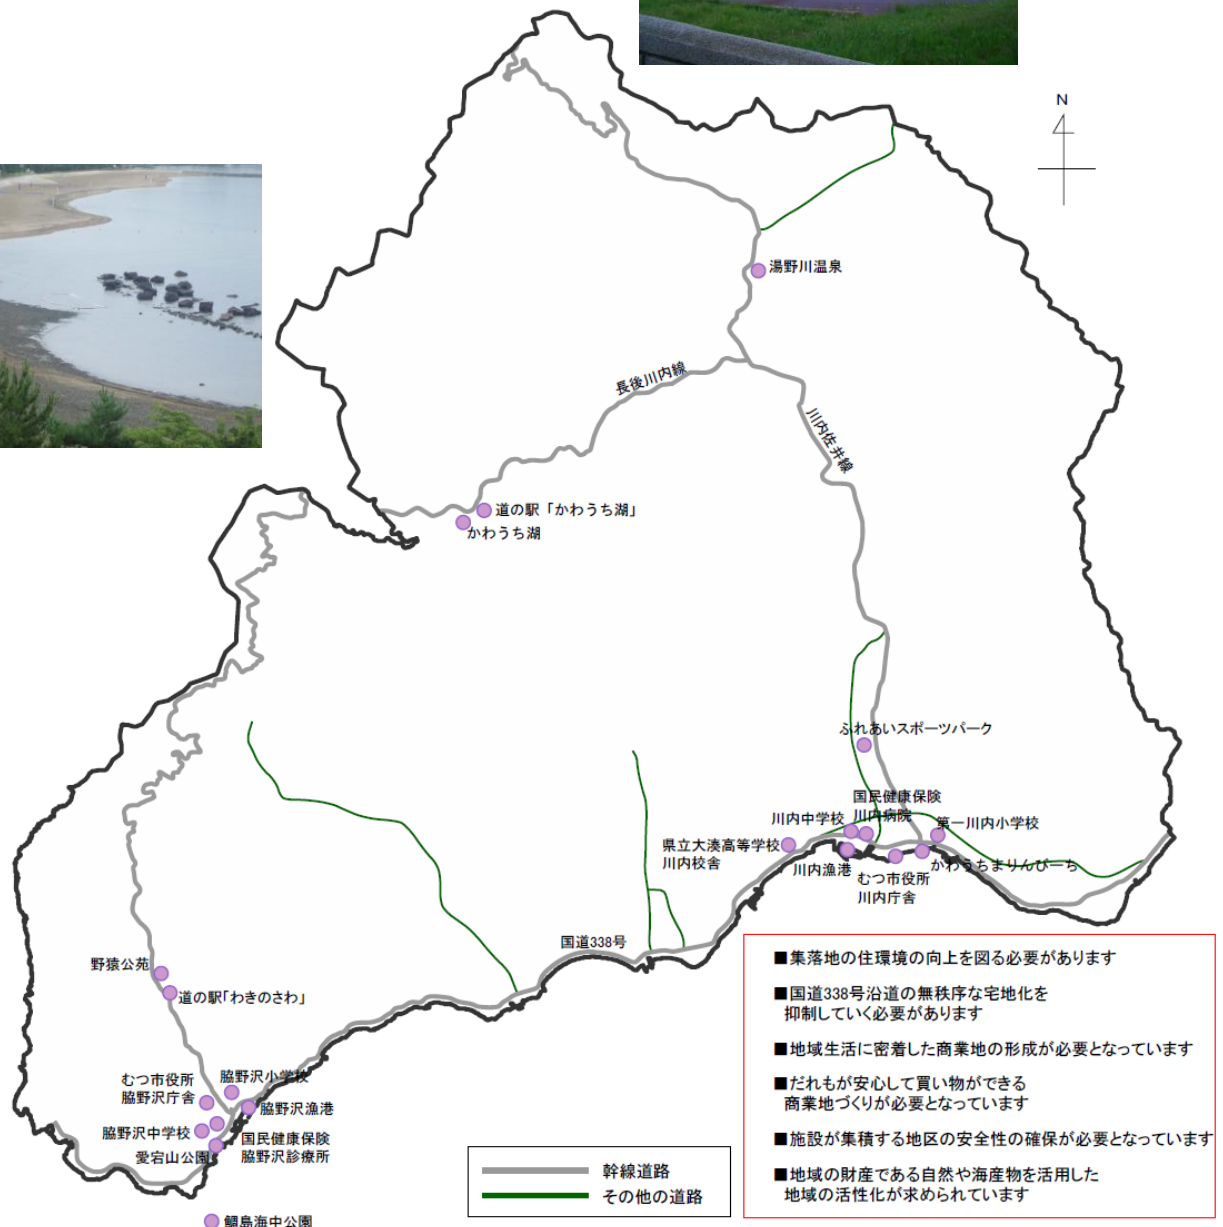 N
湯野川温泉
長後川内線
川内佐井線
道の駅「かわうち湖」
かわうち湖
ふれあいスポーツパーク
国民健康保険
川内病院
川内中学校
第一川内小学校
県立大湊高等学校
川内校舎
川内漁港
かわうちまりんびーち
むつ市役所
川内庁舎
国道338号
野猿公苑
道の駅「わきのさわ」
むつ市役所
脇野沢庁舎
脇野沢小学校
脇野沢漁港
脇野沢中学校
国民健康保険
脇野沢診療所
愛宕山公園
鯛島海中公園
幹線道路
その他の道路
■集落地の住環境の向上を図る必要があります
■国道338号沿道の無秩序な宅地化を
抑制していく必要があります
■地域生活に密着した商業地の形成が必要となっています
■だれもが安心して買い物ができる
商業地づくりが必要となっています
■施設が集積する地区の安全性の確保が必要となっています
■地域の財産である自然や海産物を活用した
地域の活性化が求められています